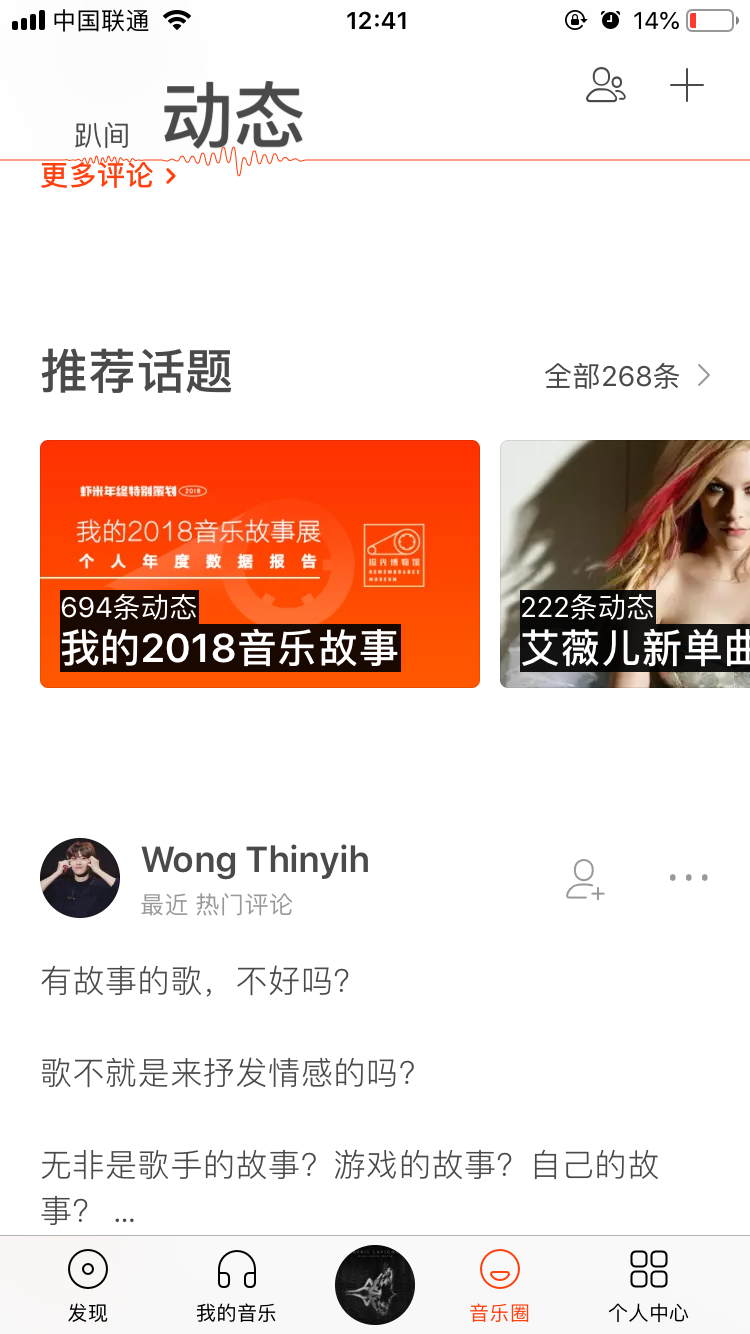 中国联通
12:41
14%
趴间
动态
更多评论
推荐话题
全部268条
虾米年终特别策划 2018
我的2018音乐故事展
个人年度数据报告
694条动态
我的2018音乐故事
222条动态
艾薇儿新单曲
Wong Thinyih
最近 热门评论
有故事的歌，不好吗？
歌不就是来抒发情感的吗？
无非是歌手的故事？游戏的故事？自己的故
事？ ...
发现
我的音乐
音乐圈
个人中心